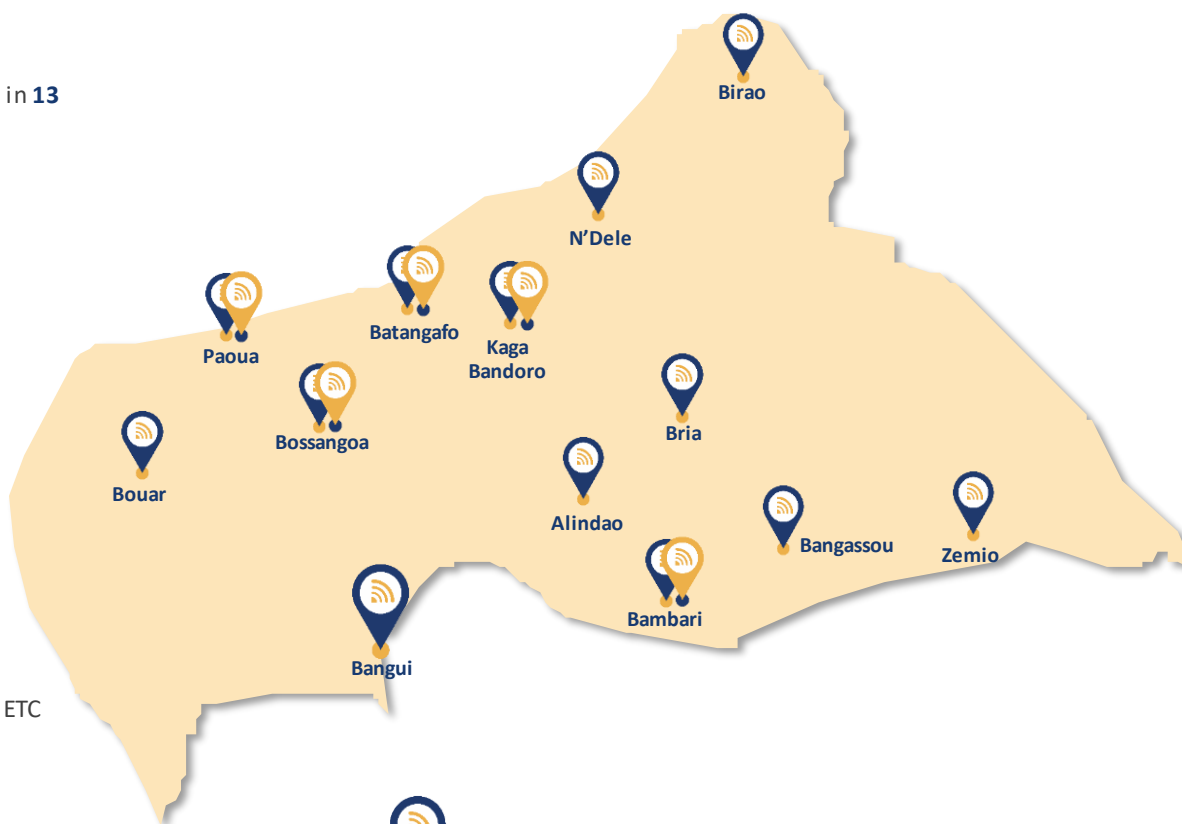 Birao
in 13
N’Dele
Batangafo
Paoua
Kaga
Bandoro
Bria
Bossangoa
Bouar
Alindao
Bangassou
Zemio
Bambari
Bangui
ETC